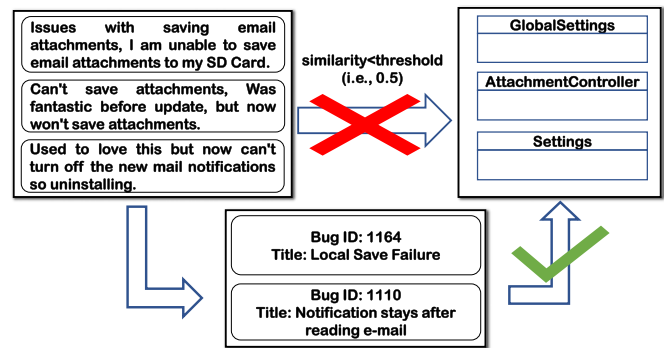 Issues with saving email
attachments, I am unable to save
email attachments to my SD Card.
Can't save attachments, Was
fantastic before update, but now
won't save attachments.
Used to love this but now can't
turn off the new mail notifications
so uninstalling.
similarity<threshold
(i.e., 0.5)
GlobalSettings
AttachmentController
Settings
Bug ID: 1164
Title: Local Save Failure
Bug ID: 1110
Title: Notification stays after
reading e-mail